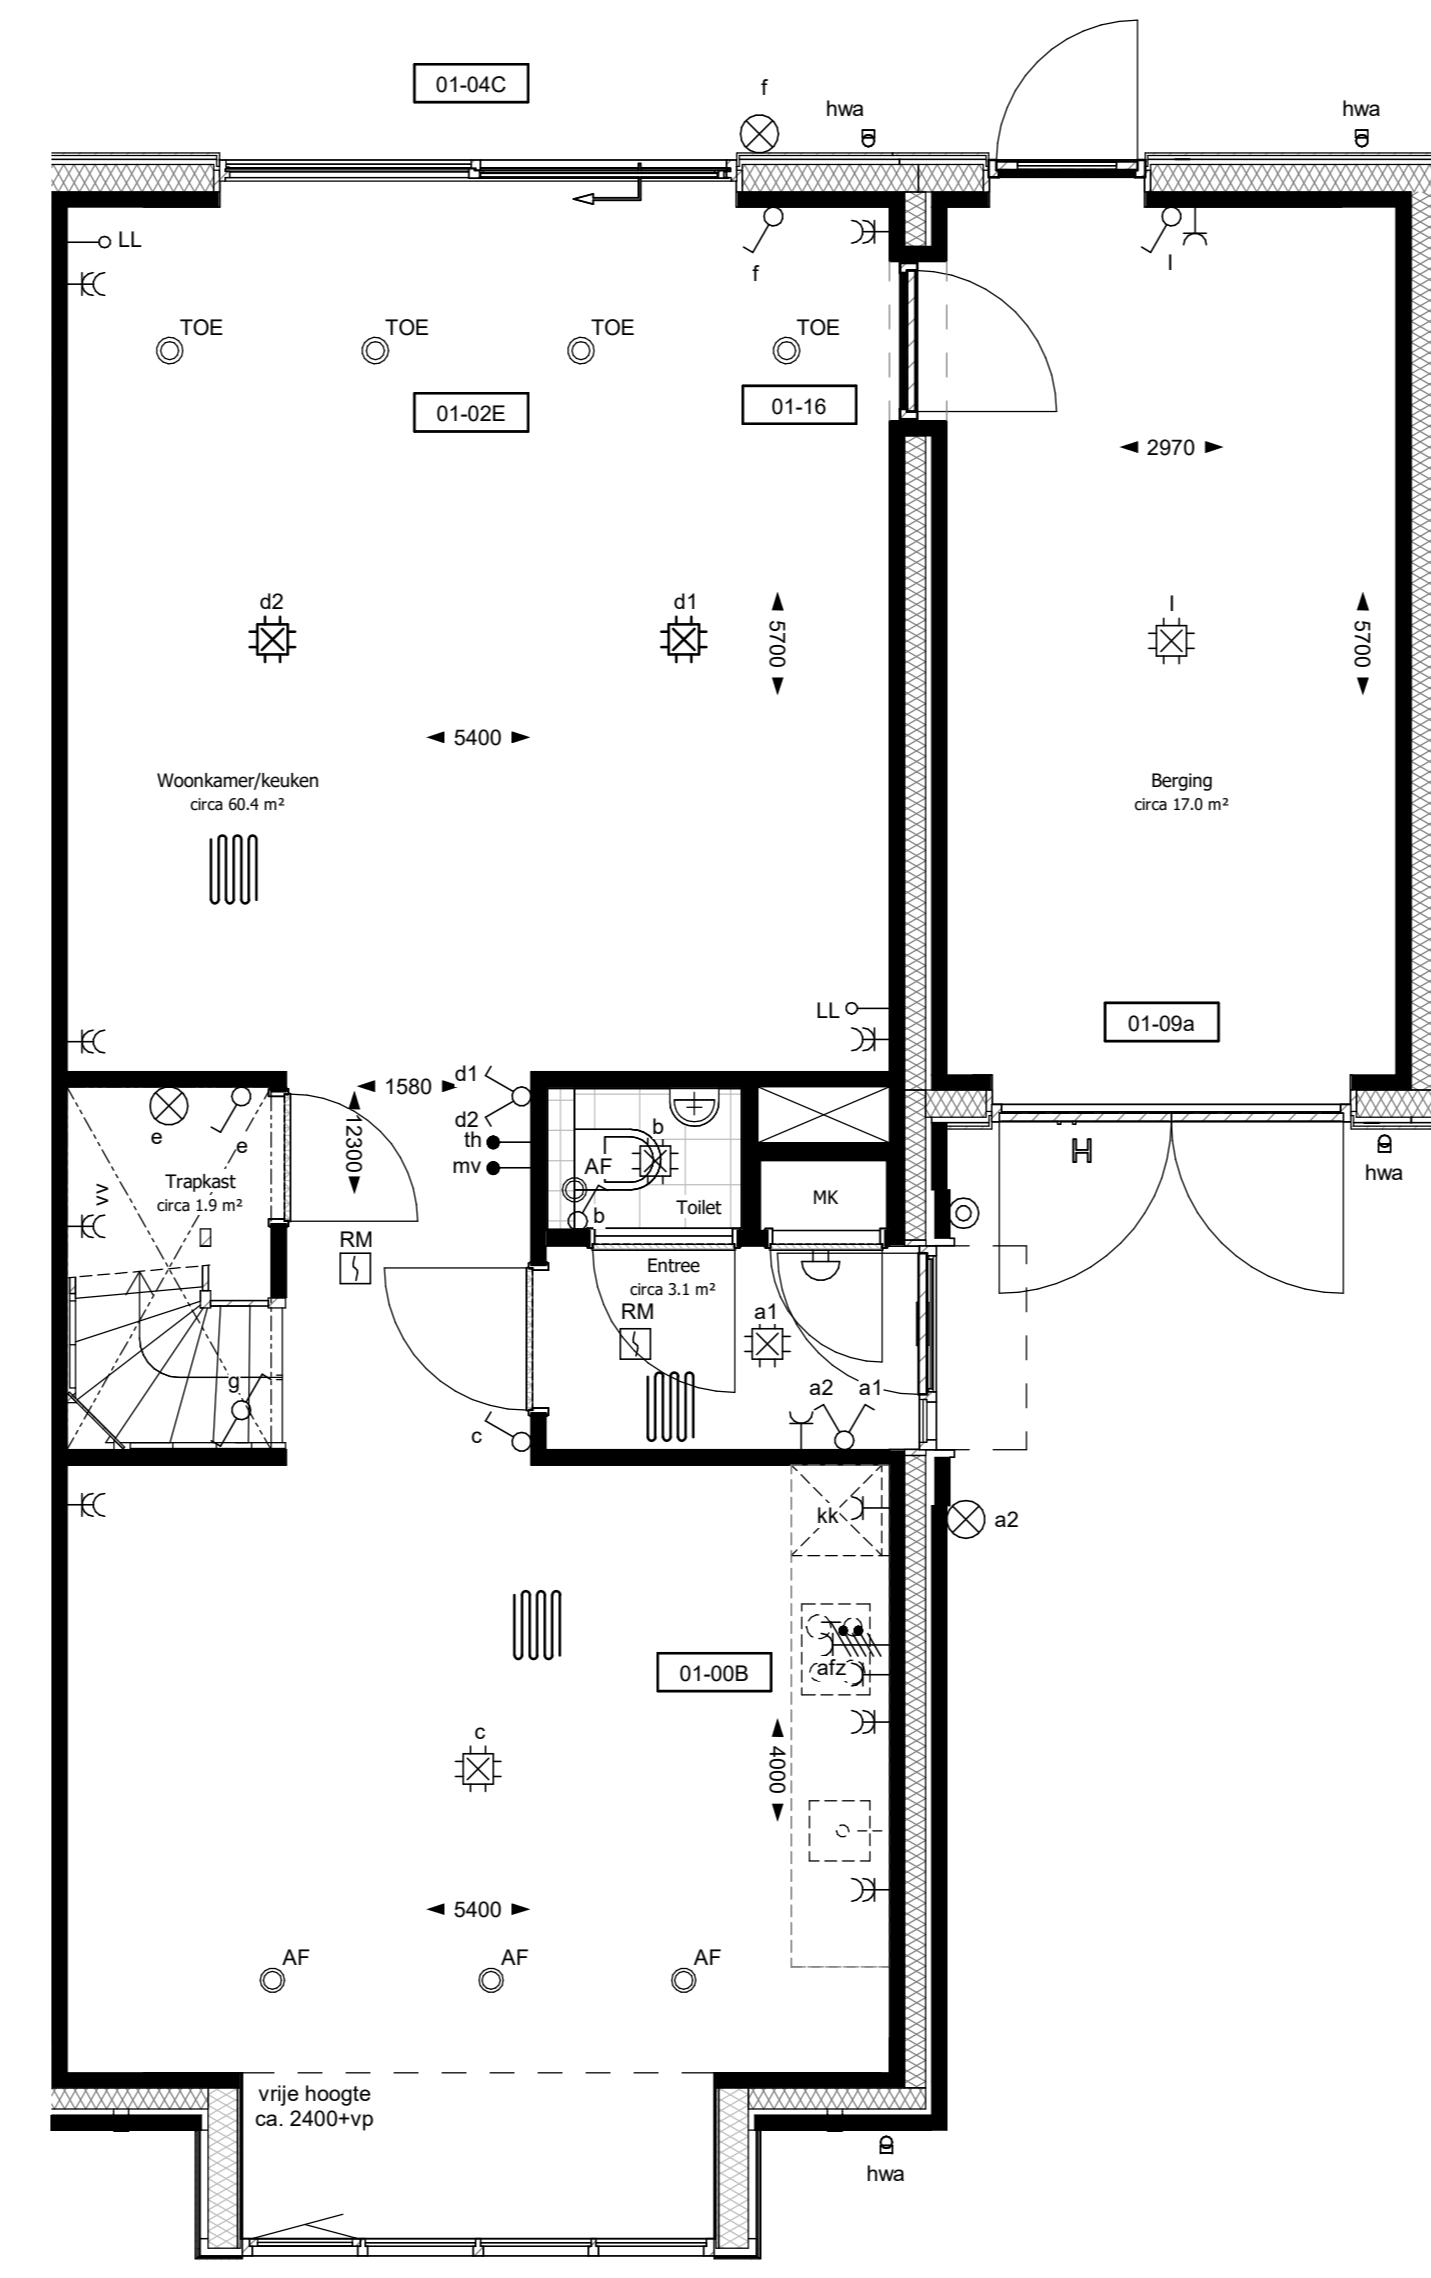 01-04C
f
hwa
hwa
LL
f
l
TOE
TOE
TOE
TOE
01-02E
01-16
2970
d2
d1
5700
l
5700
5400
Woonkamer/keuken
circa 60.4 m²
Berging
circa 17.0 m²
LL
01-09a
1580
d1
d2
th
mv
e
e
12300
b
AF
b
Toilet
MK
H
hwa
Trapkast
circa 1.9 m²
vv
RM
Entree
circa 3.1 m²
RM
a1
g
a2
a1
c
kk
a2
afz
01-00B
c
4000
5400
AF
AF
AF
vrije hoogte
ca. 2400+vp
hwa